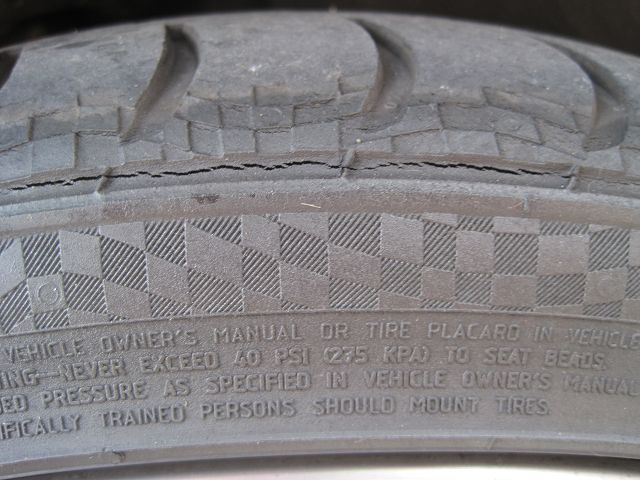 VEHICLE OWNER'S MANUAL OR TIRE PLACARD IN VEHICLE
ING—NEVER EXCEED 40 PSI (275 KPA) TO SEAT BEADS.
ED PRESSURE AS SPECIFIED IN VEHICLE OWNER'S MANUAL
IFICALLY TRAINED PERSONS SHOULD MOUNT TIRES.